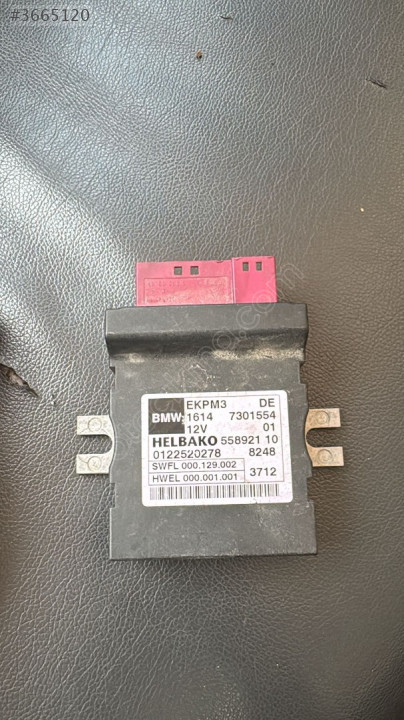 #3665120
EKPM3 DE
BMW 1614 7301554
12V 01
HELBAKO 558921 10
0122520278 8248
SWFL 000.129.002
HWEL 000.001.001 3712